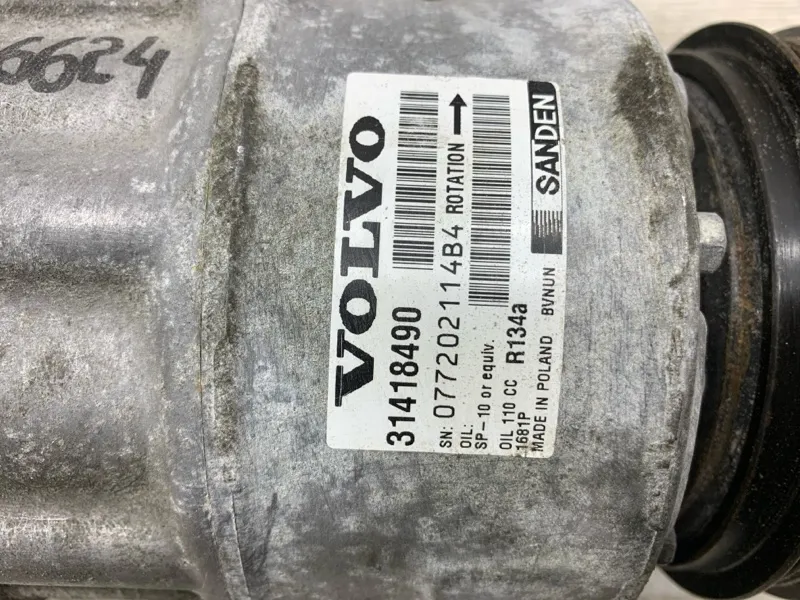 6624
VOLVO
31418490
SN: 077202114B4 ROTATION →
OIL:
SP-10 or equiv.
OIL 110 CC R134a
1681P
MADE IN POLAND BVNUN
SANDEN